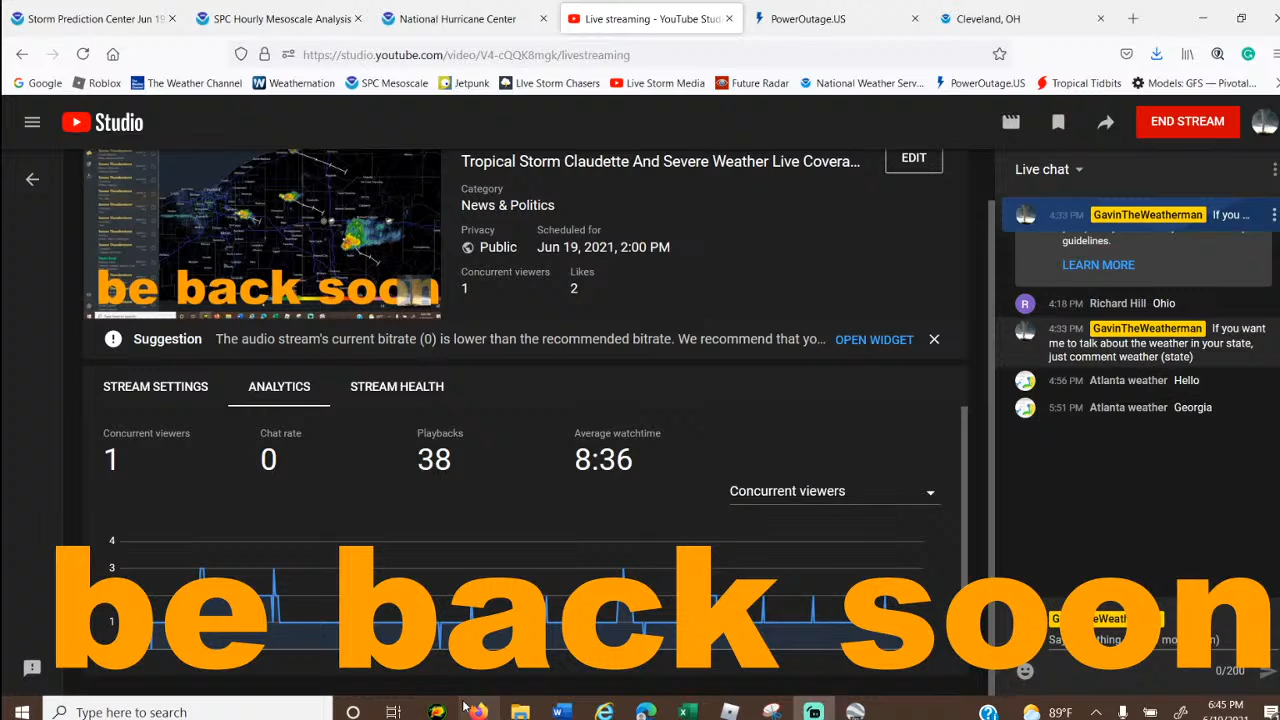 Storm Prediction Center Jun 19
SPC Hourly Mesoscale Analysis
National Hurricane Center
Live streaming - YouTube Stud
PowerOutage.US
Cleveland, OH
https://studio.youtube.com/video/V4-cQQK8mgk/livestreaming
Google
Roblox
The Weather Channel
Weathernation
SPC Mesoscale
Jetpunk
Live Storm Chasers
Live Storm Media
Future Radar
National Weather Serv...
PowerOutage.US
Tropical Tidbits
Models: GFS — Pivotal...
Studio
END STREAM
be back soon
Tropical Storm Claudette And Severe Weather Live Covera...
EDIT
Category
News & Politics
Privacy
Scheduled for
Public
Jun 19, 2021, 2:00 PM
Concurrent viewers
Likes
1
2
Suggestion
The audio stream's current bitrate (0) is lower than the recommended bitrate. We recommend that yo...
OPEN WIDGET
STREAM SETTINGS
ANALYTICS
STREAM HEALTH
Concurrent viewers
Chat rate
Playbacks
Average watchtime
1
0
38
8:36
Concurrent viewers
4
3
1
be back soon
Live chat
4:33 PM GavinTheWeatherman If you ...
guidelines.
LEARN MORE
4:18 PM Richard Hill Ohio
4:33 PM GavinTheWeatherman If you want
me to talk about the weather in your state,
just comment weather (state)
4:56 PM Atlanta weather Hello
5:51 PM Atlanta weather Georgia
0/200
Type here to search
89°F
6:45 PM